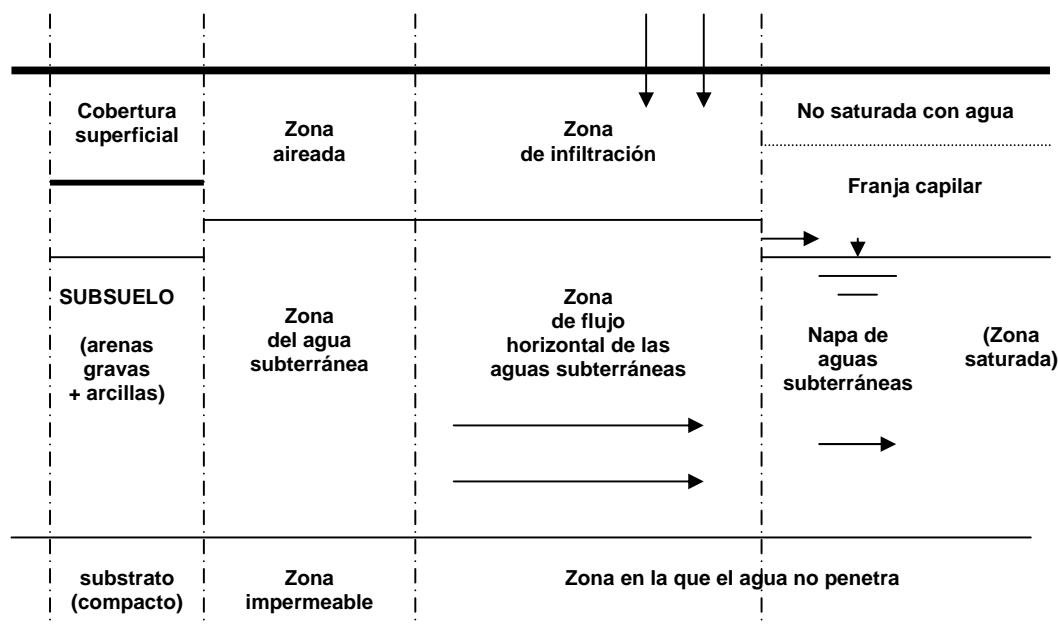 Cobertura
superficial
Zona
aireada
Zona
de infiltración
No saturada con agua
Franja capilar
SUBSUELO
(arenas
gravas
+ arcillas)
Zona
del agua
subterránea
Zona
de flujo
horizontal de las
aguas subterráneas
Napa de
aguas
subterráneas
(Zona
saturada)
substrato
(compacto)
Zona
impermeable
Zona en la que el agua no penetra